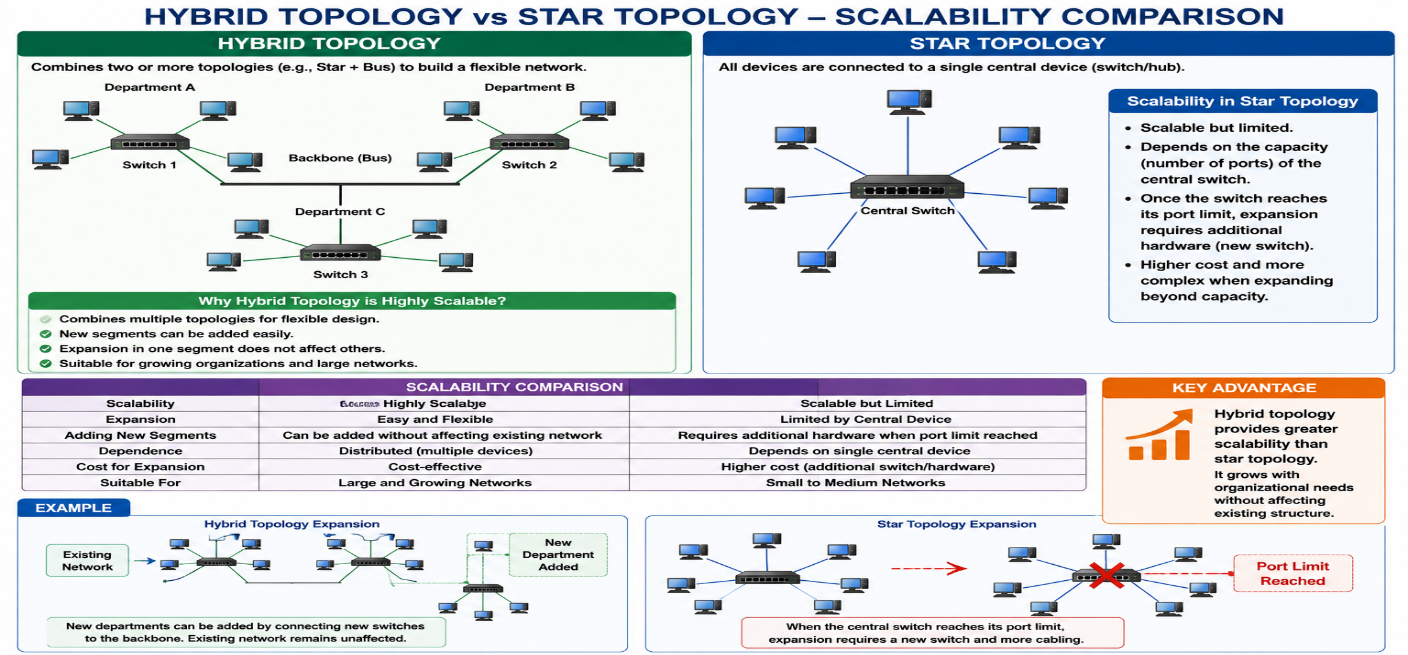 HYBRID TOPOLOGY vs STAR TOPOLOGY – SCALABILITY COMPARISON
HYBRID TOPOLOGY
Combines two or more topologies (e.g., Star + Bus) to build a flexible network.
Department A
Department B
Switch 1
Backbone (Bus)
Switch 2
Department C
Switch 3
Why Hybrid Topology is Highly Scalable?
Combines multiple topologies for flexible design.
New segments can be added easily.
Expansion in one segment does not affect others.
Suitable for growing organizations and large networks.
STAR TOPOLOGY
All devices are connected to a single central device (switch/hub).
Central Switch
Scalability in Star Topology
• Scalable but limited.
• Depends on the capacity
(number of ports) of the
central switch.
• Once the switch reaches
its port limit, expansion
requires additional
hardware (new switch).
• Higher cost and more
complex when expanding
beyond capacity.
SCALABILITY COMPARISON
Scalability Highly Scalable Scalable but Limited
Expansion Easy and Flexible Limited by Central Device
Adding New Segments Can be added without affecting existing network Requires additional hardware when port limit reached
Dependence Distributed (multiple devices) Depends on single central device
Cost for Expansion Cost-effective Higher cost (additional switch/hardware)
Suitable For Large and Growing Networks Small to Medium Networks
KEY ADVANTAGE
Hybrid topology
provides greater
scalability than
star topology.
It grows with
organizational needs
without affecting
existing structure.
EXAMPLE
Hybrid Topology Expansion
Existing
Network
New
Department
Added
New departments can be added by connecting new switches
to the backbone. Existing network remains unaffected.
Star Topology Expansion
Port Limit
Reached
When the central switch reaches its port limit,
expansion requires a new switch and more cabling.